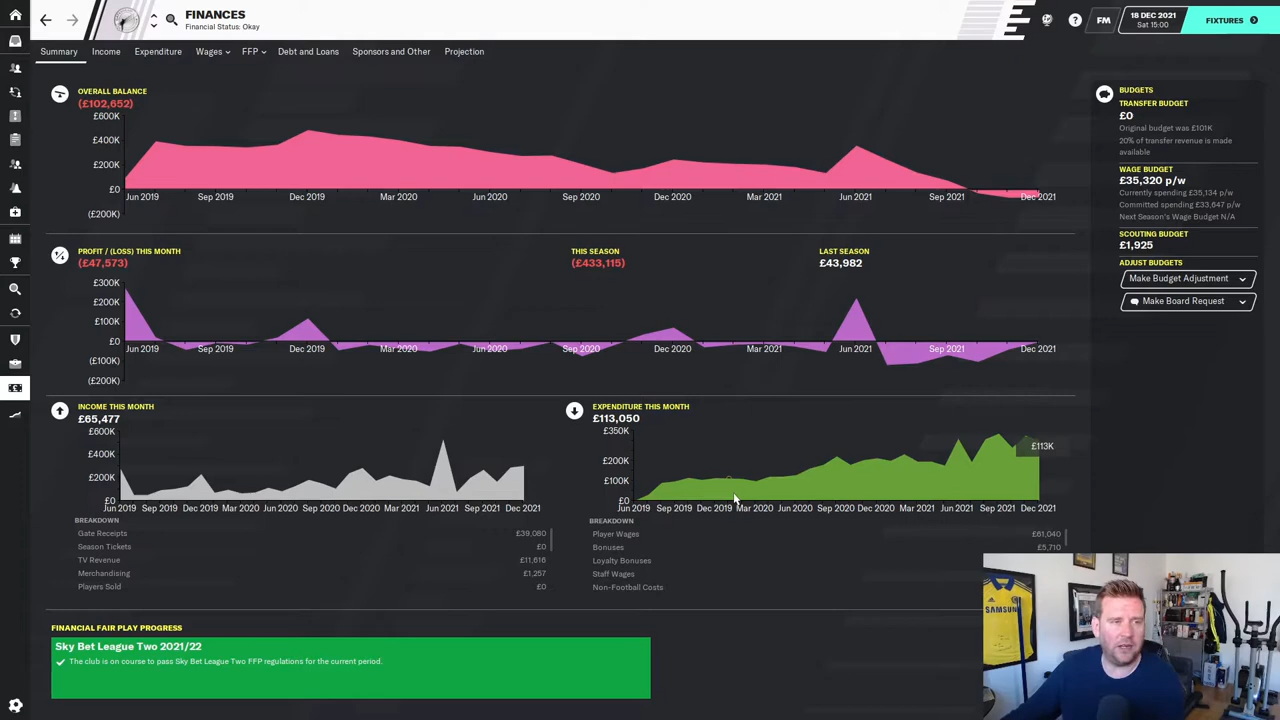 FINANCES
Financial Status: Okay
FM
18 DEC 2021
Sat 15:00
FIXTURES
Summary
Income
Expenditure
Wages
FFP
Debt and Loans
Sponsors and Other
Projection
OVERALL BALANCE
(£102,652)
£600K
£400K
£200K
£0
(£200K)
Jun 2019
Sep 2019
Dec 2019
Mar 2020
Jun 2020
Sep 2020
Dec 2020
Mar 2021
Jun 2021
Sep 2021
Dec 2021
PROFIT / (LOSS) THIS MONTH
(£47,573)
THIS SEASON
(£433,115)
LAST SEASON
£43,982
£300K
£200K
£100K
£0
(£100K)
(£200K)
Jun 2019
Sep 2019
Dec 2019
Mar 2020
Jun 2020
Sep 2020
Dec 2020
Mar 2021
Jun 2021
Sep 2021
Dec 2021
INCOME THIS MONTH
£65,477
£600K
£400K
£200K
£0
Jun 2019
Sep 2019
Dec 2019
Mar 2020
Jun 2020
Sep 2020
Dec 2020
Mar 2021
Jun 2021
Sep 2021
Dec 2021
BREAKDOWN
Gate Receipts £39,080
Season Tickets £0
TV Revenue £11,616
Merchandising £1,257
Players Sold £0
EXPENDITURE THIS MONTH
£113,050
£350K
£200K
£100K
£0
£113K
Jun 2019
Sep 2019
Dec 2019
Mar 2020
Jun 2020
Sep 2020
Dec 2020
Mar 2021
Jun 2021
Sep 2021
Dec 2021
BREAKDOWN
Player Wages £61,040
Bonuses £5,710
Loyalty Bonuses
Staff Wages
Non-Football Costs
FINANCIAL FAIR PLAY PROGRESS
Sky Bet League Two 2021/22
The club is on course to pass Sky Bet League Two FFP regulations for the current period.
BUDGETS
TRANSFER BUDGET
£0
Original budget was £101K
20% of transfer revenue is made
available
WAGE BUDGET
£35,320 p/w
Currently spending £35,134 p/w
Committed spending £33,647 p/w
Next Season's Wage Budget N/A
SCOUTING BUDGET
£1,925
ADJUST BUDGETS
Make Budget Adjustment
Make Board Request
SAMSUNG